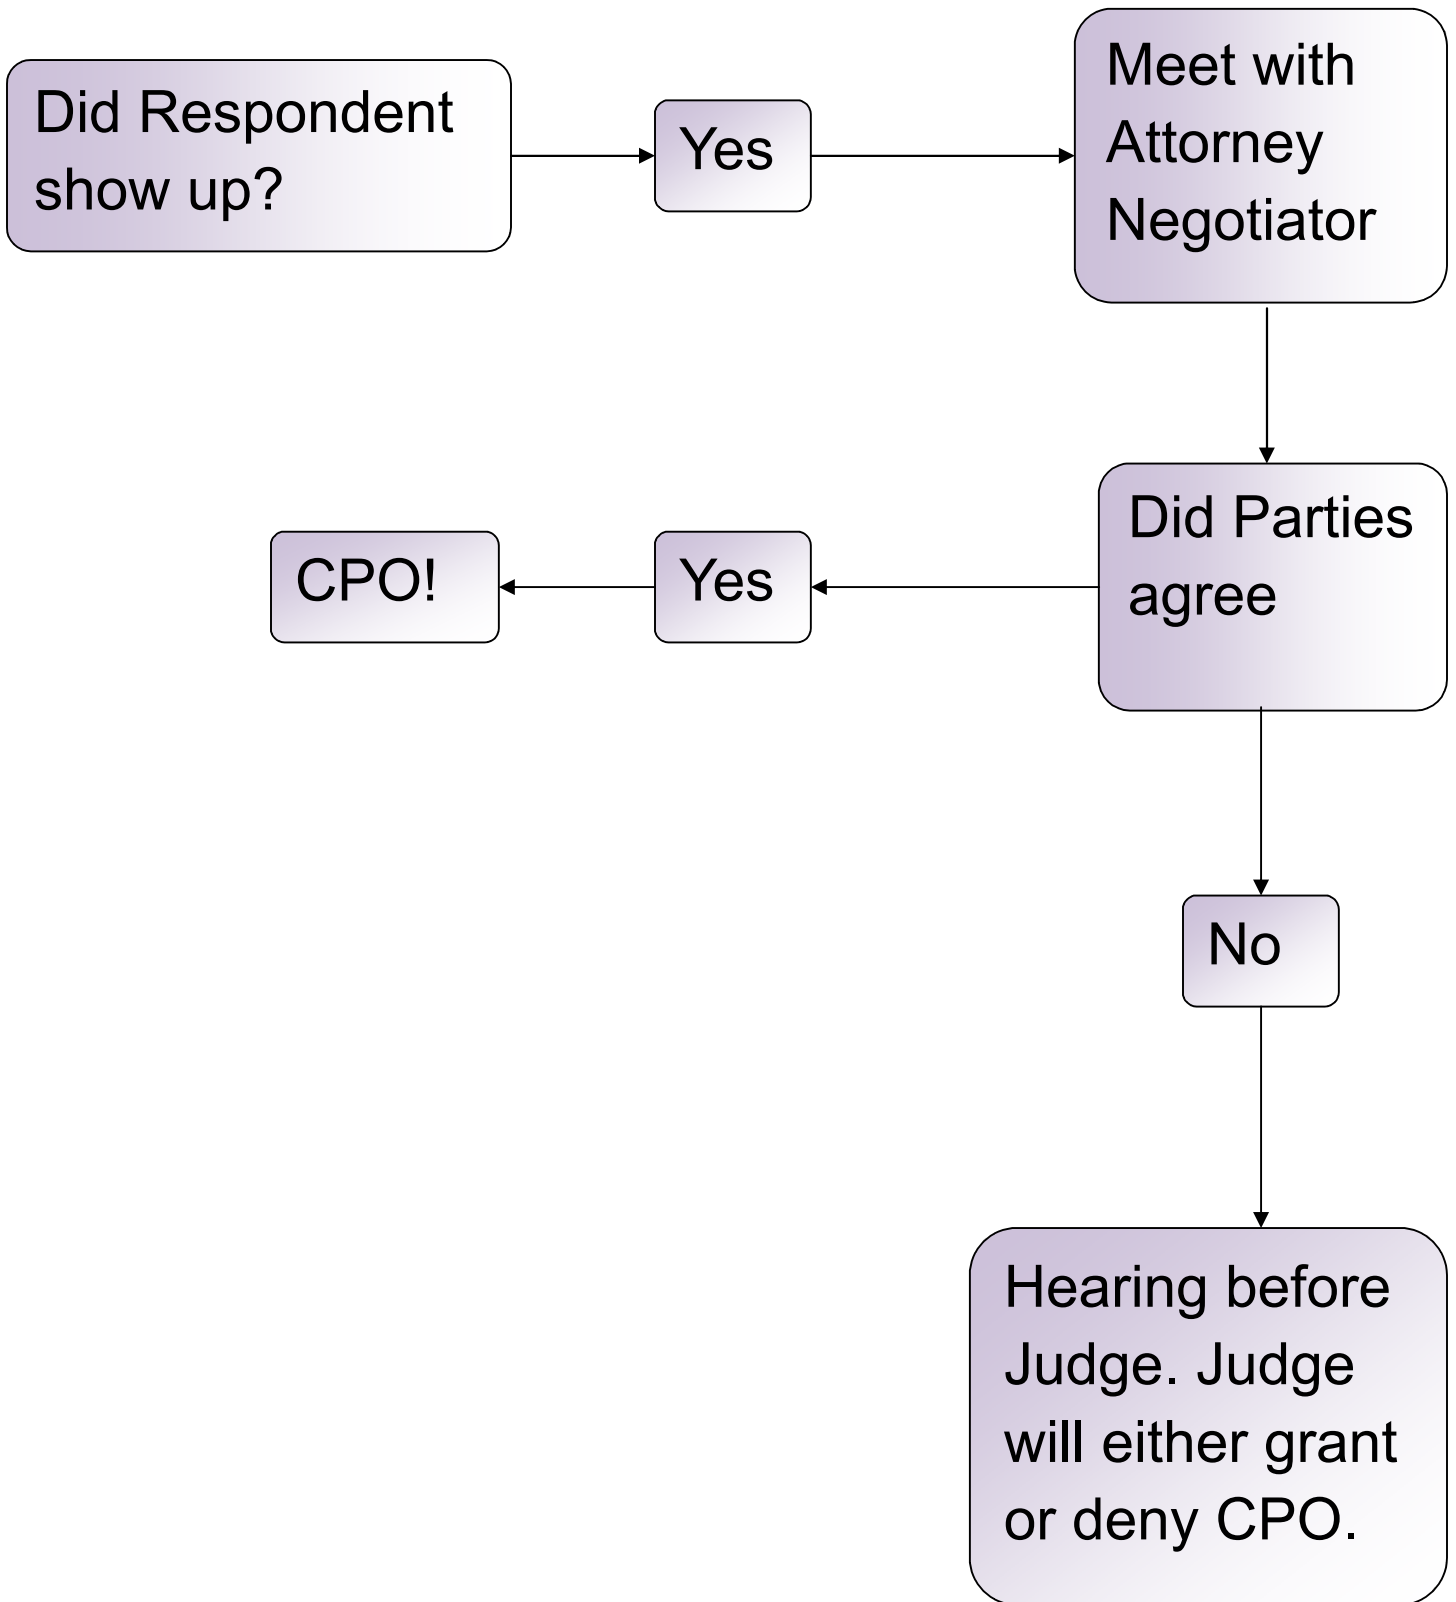 Did Respondent
show up?
Yes
Meet with
Attorney
Negotiator
Did Parties
agree
Yes
CPO!
No
Hearing before
Judge. Judge
will either grant
or deny CPO.